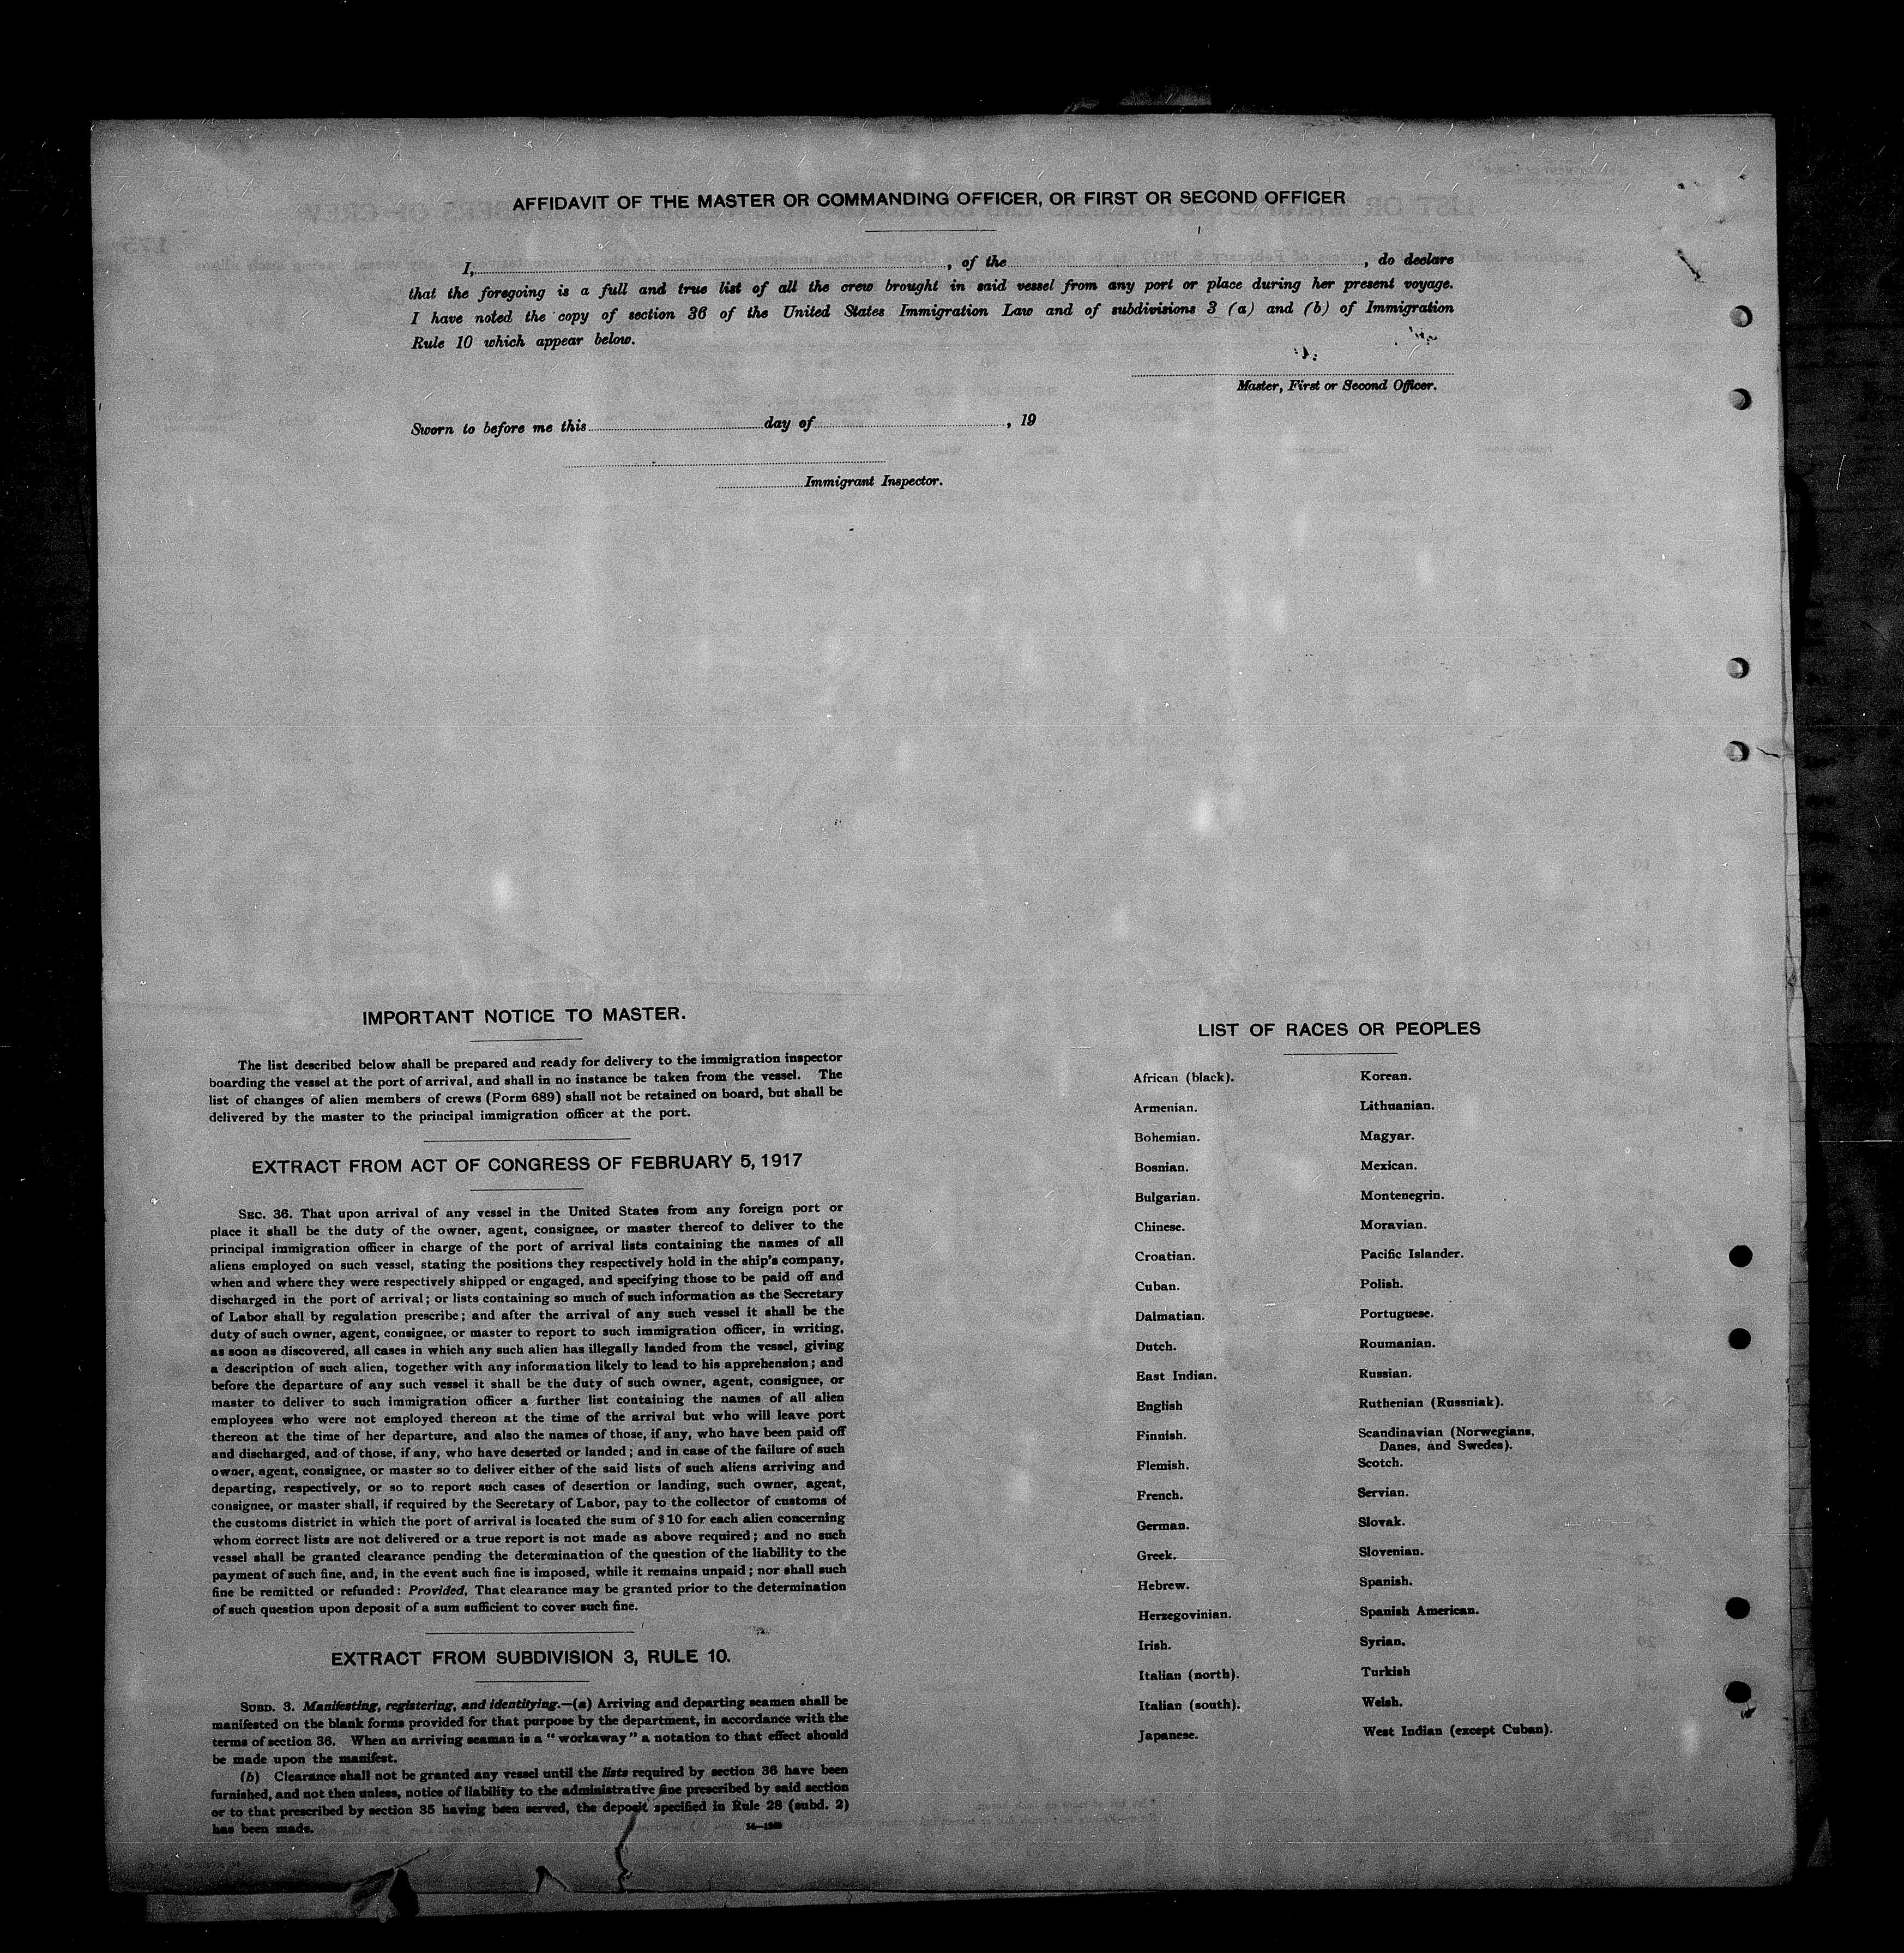 AFFIDAVIT OF THE MASTER OR COMMANDING OFFICER, OR FIRST OR SECOND OFFICER
I, , of the , do declare
that the foregoing is a full and true list of all the crew brought in said vessel from any port or place during her present voyage.
I have noted the copy of section 36 of the United States Immigration Law and of subdivisions 3 (a) and (b) of Immigration
Rule 10 which appear below.
Master, First or Second Officer.
Sworn to before me this day of , 19
Immigrant Inspector.
IMPORTANT NOTICE TO MASTER.
The list described below shall be prepared and ready for delivery to the immigration inspector
boarding the vessel at the port of arrival, and shall in no instance be taken from the vessel. The
list of changes of alien members of crews (Form 689) shall not be retained on board, but shall be
delivered by the master to the principal immigration officer at the port.
EXTRACT FROM ACT OF CONGRESS OF FEBRUARY 5, 1917
SEC. 36. That upon arrival of any vessel in the United States from any foreign port or
place it shall be the duty of the owner, agent, consignee, or master thereof to deliver to the
principal immigration officer in charge of the port of arrival lists containing the names of all
aliens employed on such vessel, stating the positions they respectively hold in the ship's company,
when and where they were respectively shipped or engaged, and specifying those to be paid off and
discharged in the port of arrival; or lists containing so much of such information as the Secretary
of Labor shall by regulation prescribe; and after the arrival of any such vessel it shall be the
duty of such owner, agent, consignee, or master to report to such immigration officer, in writing,
as soon as discovered, all cases in which any such alien has illegally landed from the vessel, giving
a description of such alien, together with any information likely to lead to his apprehension; and
before the departure of any such vessel it shall be the duty of such owner, agent, consignee, or
master to deliver to such immigration officer a further list containing the names of all alien
employees who were not employed thereon at the time of the arrival but who will leave port
thereon at the time of her departure, and also the names of those, if any, who have been paid off
and discharged, and of those, if any, who have deserted or landed; and in case of the failure of such
owner, agent, consignee, or master so to deliver either of the said lists of such aliens arriving and
departing, respectively, or so to report such cases of desertion or landing, such owner, agent,
consignee, or master shall, if required by the Secretary of Labor, pay to the collector of customs of
the customs district in which the port of arrival is located the sum of $10 for each alien concerning
whom correct lists are not delivered or a true report is not made as above required; and no such
vessel shall be granted clearance pending the determination of the question of the liability to the
payment of such fine, and, in the event such fine is imposed, while it remains unpaid; nor shall such
fine be remitted or refunded: Provided, That clearance may be granted prior to the determination
of such question upon deposit of a sum sufficient to cover such fine.
EXTRACT FROM SUBDIVISION 3, RULE 10.
SUBD. 3. Manifesting, registering, and identifying.—(a) Arriving and departing seamen shall be
manifested on the blank forms provided for that purpose by the department, in accordance with the
terms of section 36. When an arriving seaman is a "workaway" a notation to that effect should
be made upon the manifest.
(b) Clearance shall not be granted any vessel until the lists required by section 36 have been
furnished, and not then unless, notice of liability to the administrative fine prescribed by said section
or to that prescribed by section 35 having been served, the deposit specified in Rule 28 (subd. 2)
has been made.
LIST OF RACES OR PEOPLES
African (black).
Armenian.
Bohemian.
Bosnian.
Bulgarian.
Chinese.
Croatian.
Cuban.
Dalmatian.
Dutch.
East Indian.
English
Finnish.
Flemish.
French.
German.
Greek.
Hebrew.
Herzegovinian.
Irish.
Italian (north).
Italian (south).
Japanese.
Korean.
Lithuanian.
Magyar.
Mexican.
Montenegrin.
Moravian.
Pacific Islander.
Polish.
Portuguese.
Roumanian.
Russian.
Ruthenian (Russniak).
Scandinavian (Norwegians,
Danes, and Swedes).
Scotch.
Servian.
Slovak.
Slovenian.
Spanish.
Spanish American.
Syrian.
Turkish
Welsh.
West Indian (except Cuban).